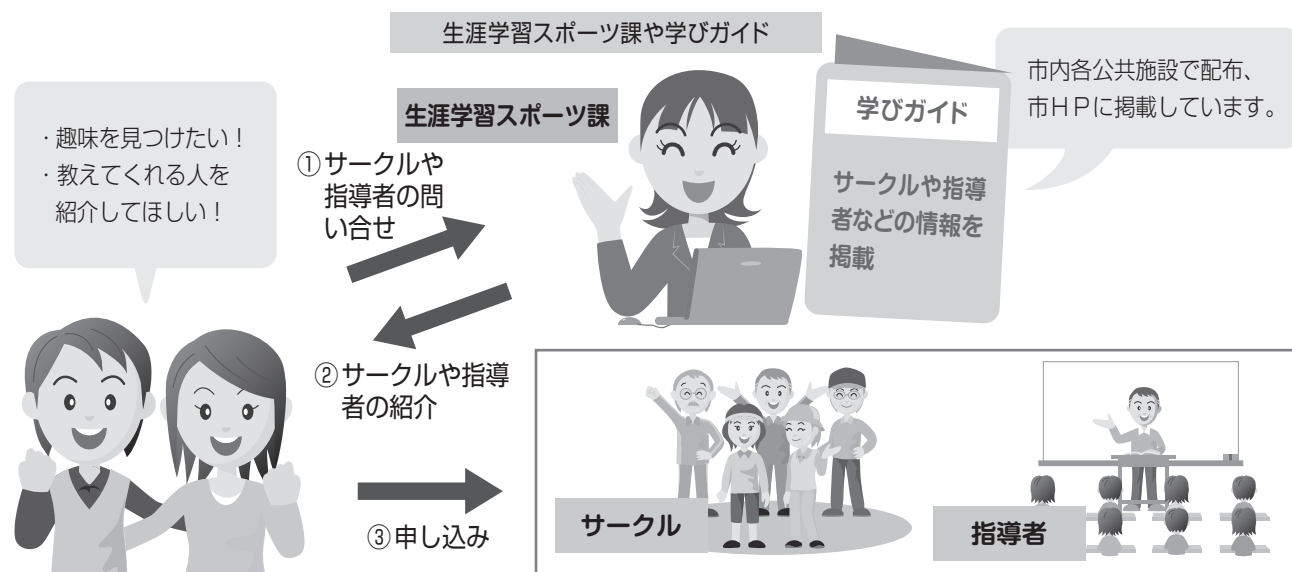 生涯学習スポーツ課や学びガイド
市内各公共施設で配布、
市HPに掲載しています。
学びガイド
サークルや指導
者などの情報を
掲載
生涯学習スポーツ課
・趣味を見つけたい！
・教えてくれる人を
紹介してほしい！
①サークルや
指導者の問
い合せ
②サークルや指導
者の紹介
③申し込み
サークル
指導者